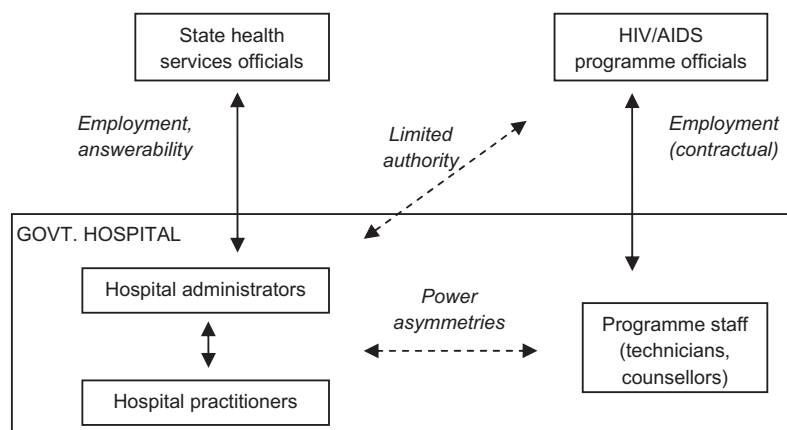 State health
services officials
HIV/AIDS
programme officials
Employment,
answerability
Limited
authority
Employment
(contractual)
GOVT. HOSPITAL
Hospital administrators
Power
asymmetries
Programme staff
(technicians,
counsellors)
Hospital practitioners